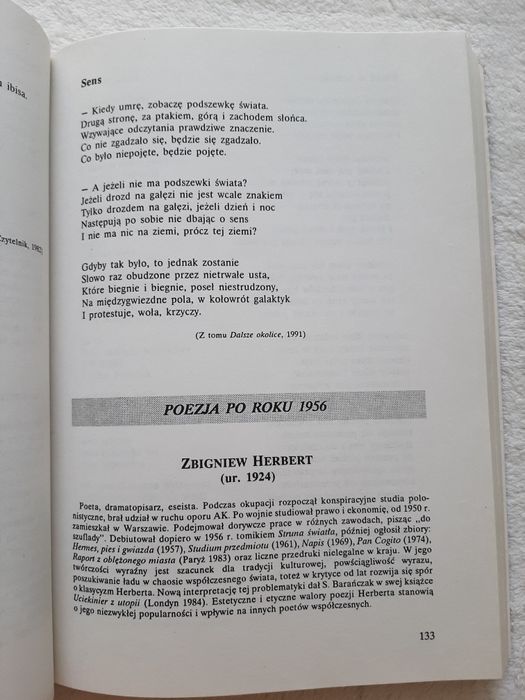 ibisa.
Czytelnik, 1982)
Sens
– Kiedy umrę, zobaczę podszewkę świata.
Drugą stronę, za ptakiem, górą i zachodem słońca.
Wzywające odczytania prawdziwe znaczenie.
Co nie zgadzało się, będzie się zgadzało.
Co było niepojęte, będzie pojęte.
– A jeżeli nie ma podszewki świata?
Jeżeli drozd na gałęzi nie jest wcale znakiem
Tylko drozdem na gałęzi, jeżeli dzień i noc
Następują po sobie nie dbając o sens
I nie ma nic na ziemi, prócz tej ziemi?
Gdyby tak było, to jednak zostanie
Słowo raz obudzone przez nietrwałe usta,
Które biegnie i biegnie, poseł niestrudzony,
Na międzygwiezdne pola, w kołowrót galaktyk
I protestuje, woła, krzyczy.
(Z tomu Dalsze okolice, 1991)
POEZJA PO ROKU 1956
ZBIGNIEW HERBERT
(ur. 1924)
Poeta, dramatopisarz, eseista. Podczas okupacji rozpoczął konspiracyjne studia polo-
nistyczne, brał udział w ruchu oporu AK. Po wojnie studiował prawo i ekonomię, od 1950 r.
zamieszkał w Warszawie. Podejmował dorywcze prace w różnych zawodach, pisząc „do
szuflady”. Debiutował dopiero w 1956 r. tomikiem Struna światła, później ogłosił zbiory:
Hermes, pies i gwiazda (1957), Studium przedmiotu (1961), Napis (1969), Pan Cogito (1974),
Raport z oblężonego miasta (Paryż 1983) oraz liczne przedruki nielegalne w kraju. W jego
twórczości wyraźny jest szacunek dla tradycji kulturowej, powściągliwość wyrazu,
poszukiwanie ładu w chaosie współczesnego świata, toteż w krytyce od lat rozwija się spór
o klasycyzm Herberta. Nową interpretację tej problematyki dał S. Barańczak w swej książce
Uciekinier z utopii (Londyn 1984). Estetyczne i etyczne walory poezji Herberta stanowią
o jego niezwykłej popularności i wpływie na innych poetów współczesnych.
133